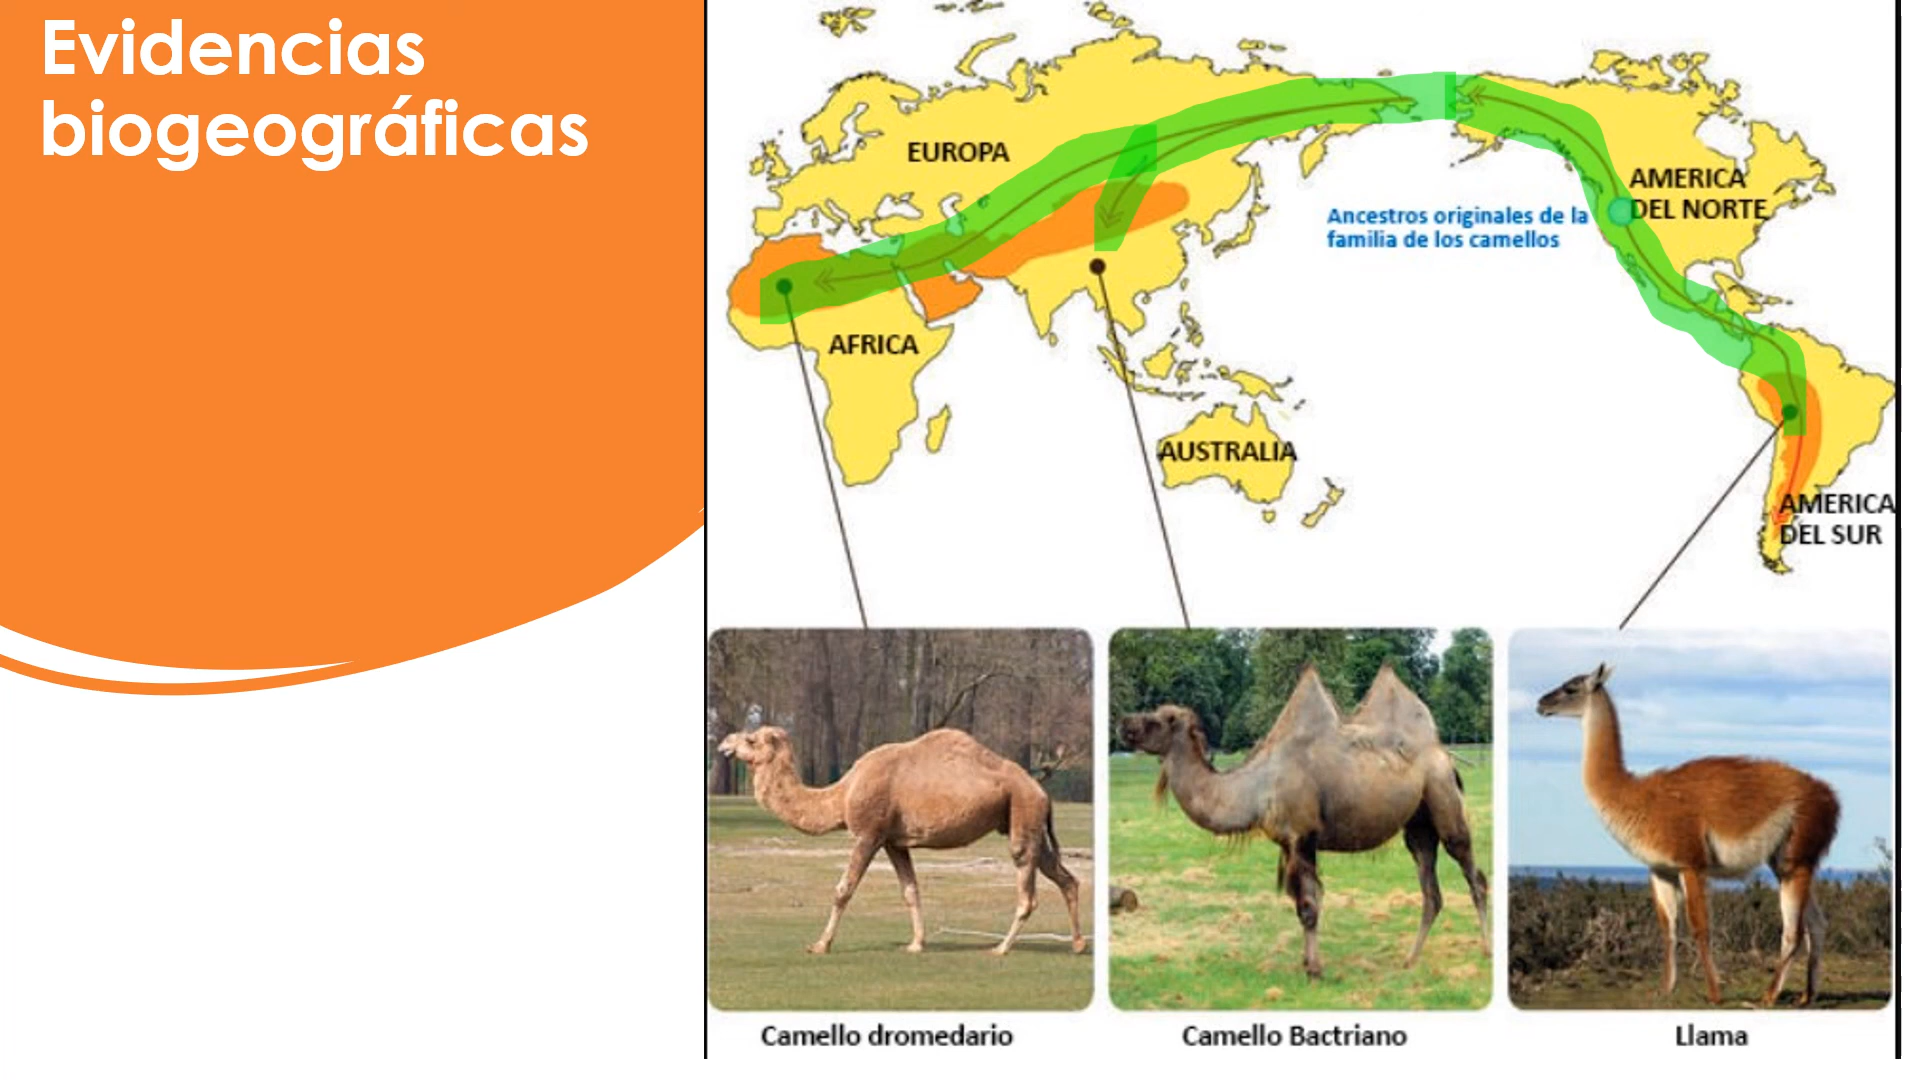 Evidencias
biogeográficas
EUROPA
AMERICA
DEL NORTE
Ancestros originales de la
familia de los camellos
AFRICA
AUSTRALIA
AMERICA
DEL SUR
Camello dromedario
Camello Bactriano
Llama